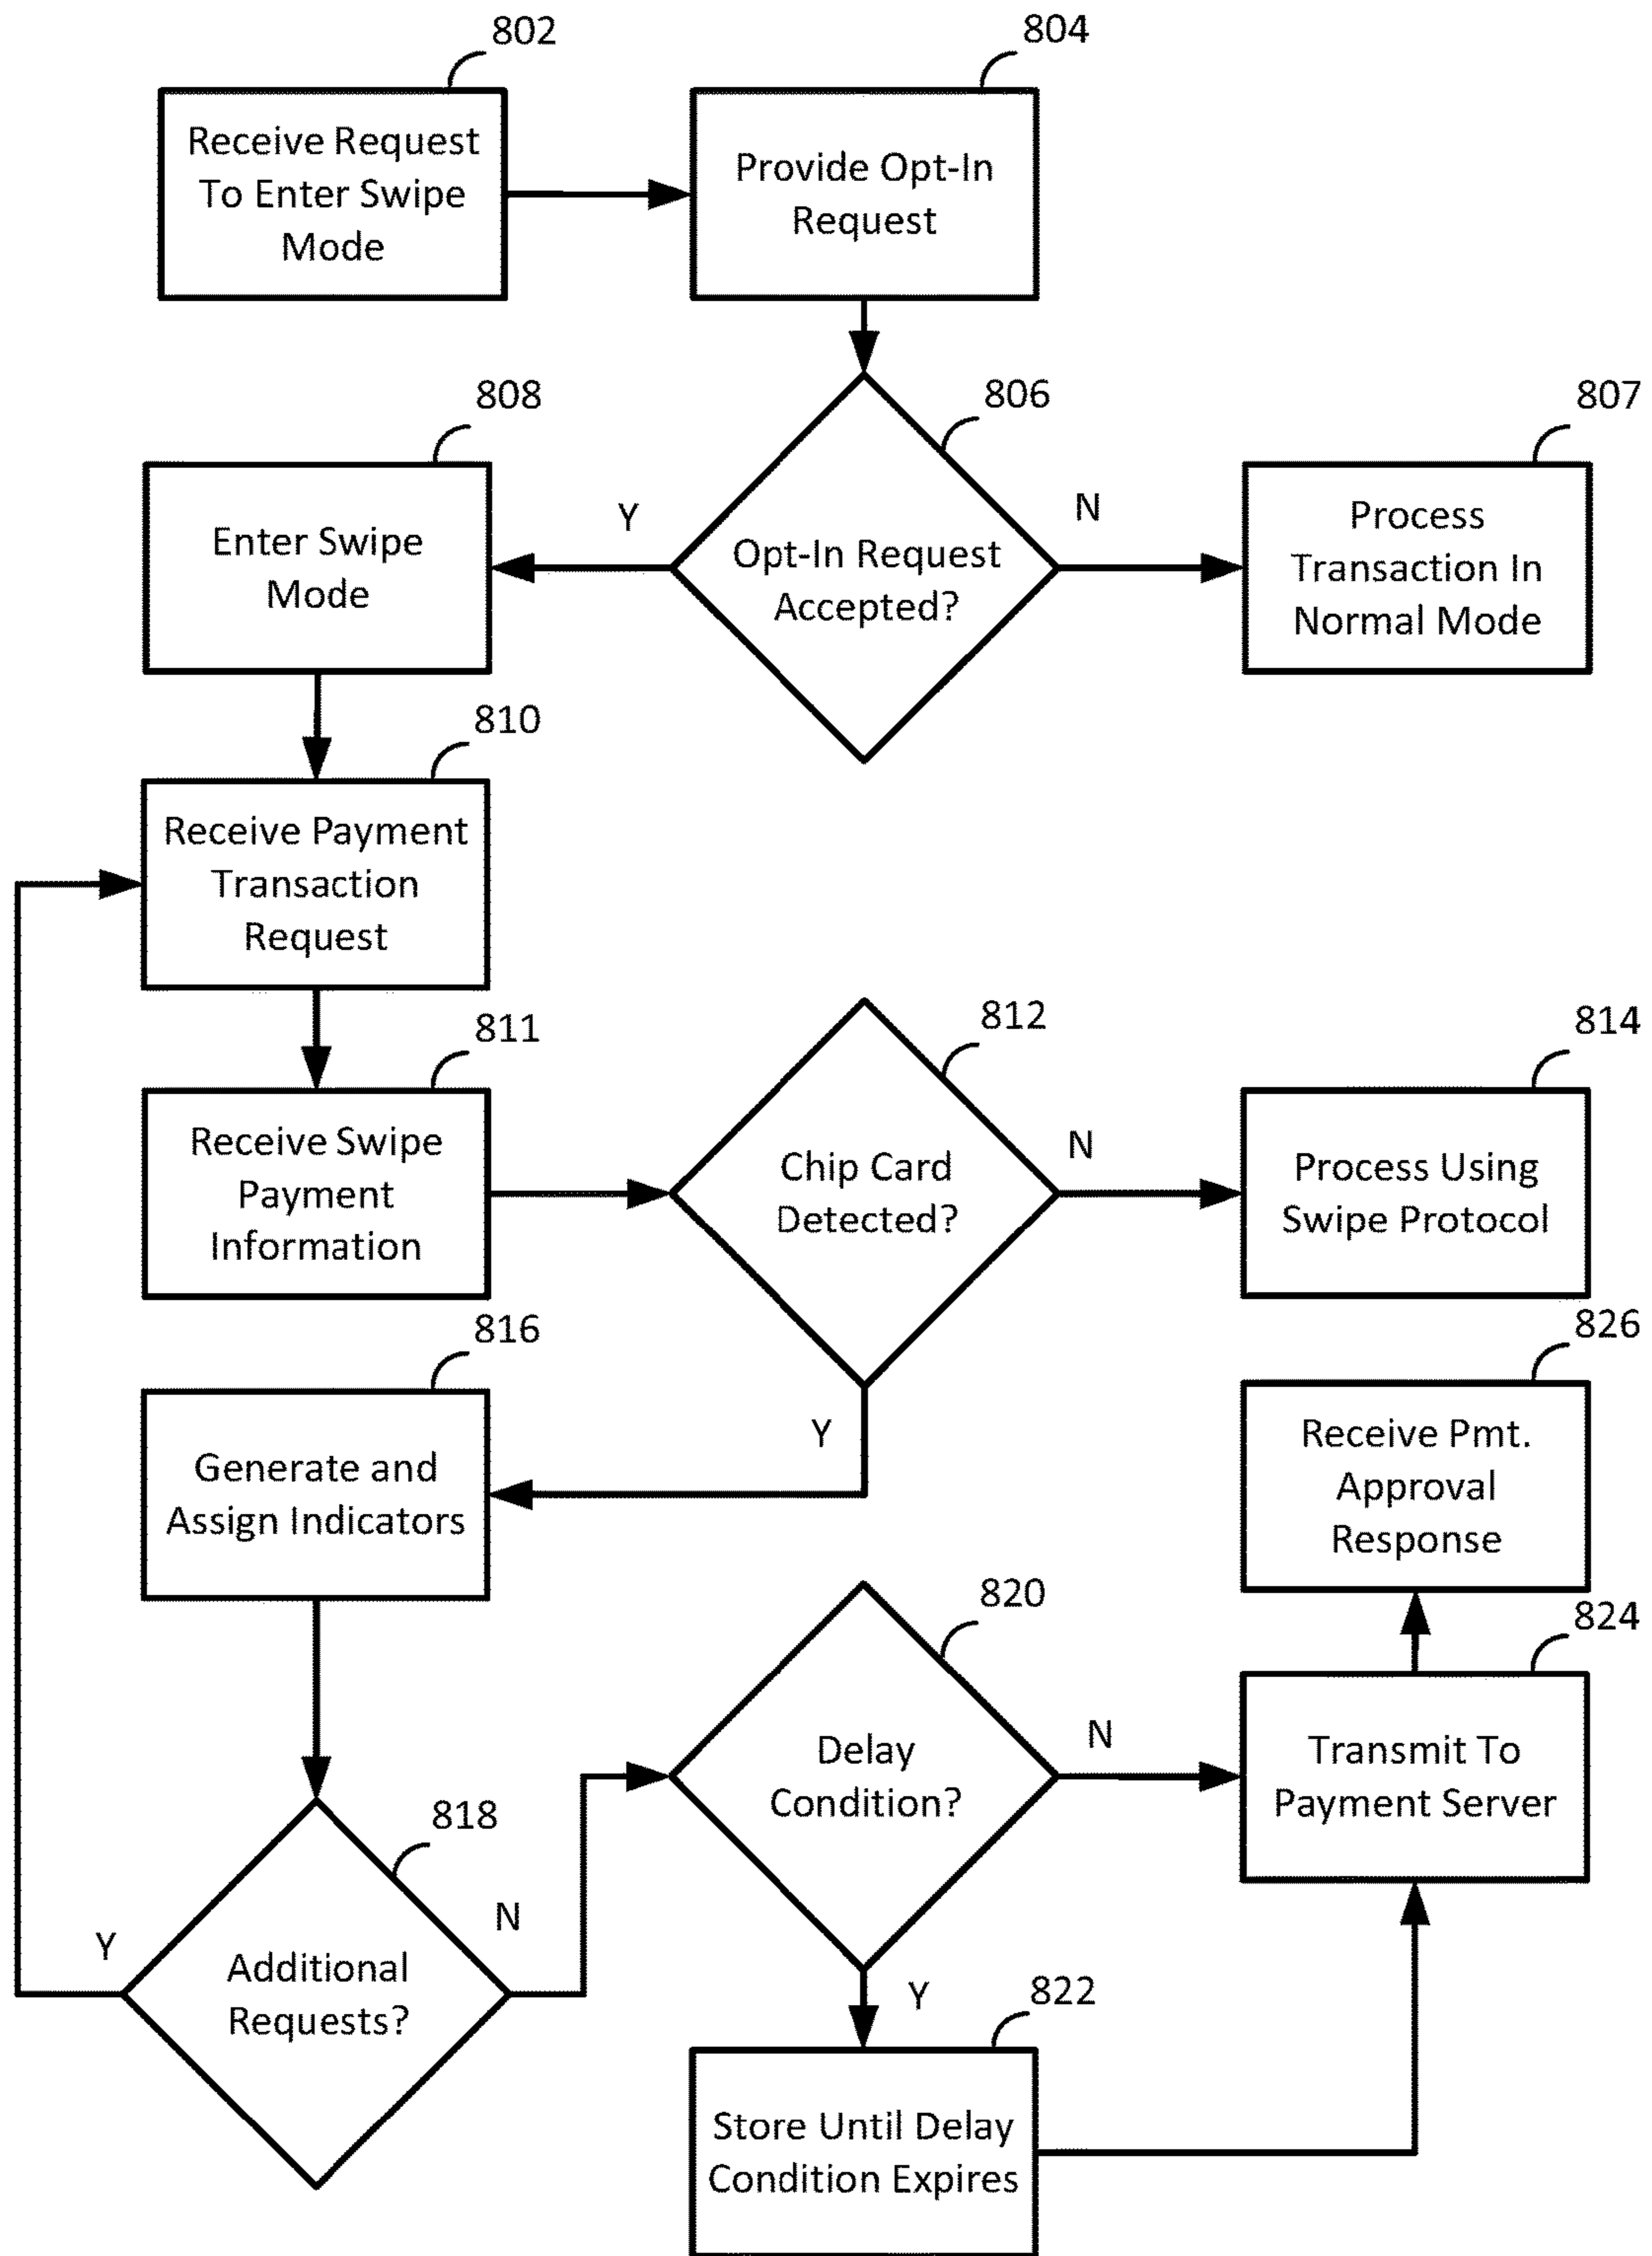 802
Receive Request
To Enter Swipe
Mode
804
Provide Opt-In
Request
806
Opt-In Request
Accepted?
Y
N
807
Process
Transaction In
Normal Mode
808
Enter Swipe
Mode
810
Receive Payment
Transaction
Request
811
Receive Swipe
Payment
Information
812
Chip Card
Detected?
N
Y
814
Process Using
Swipe Protocol
816
Generate and
Assign Indicators
818
Additional
Requests?
Y
N
820
Delay
Condition?
N
Y
822
Store Until Delay
Condition Expires
824
Transmit To
Payment Server
826
Receive Pmt.
Approval
Response